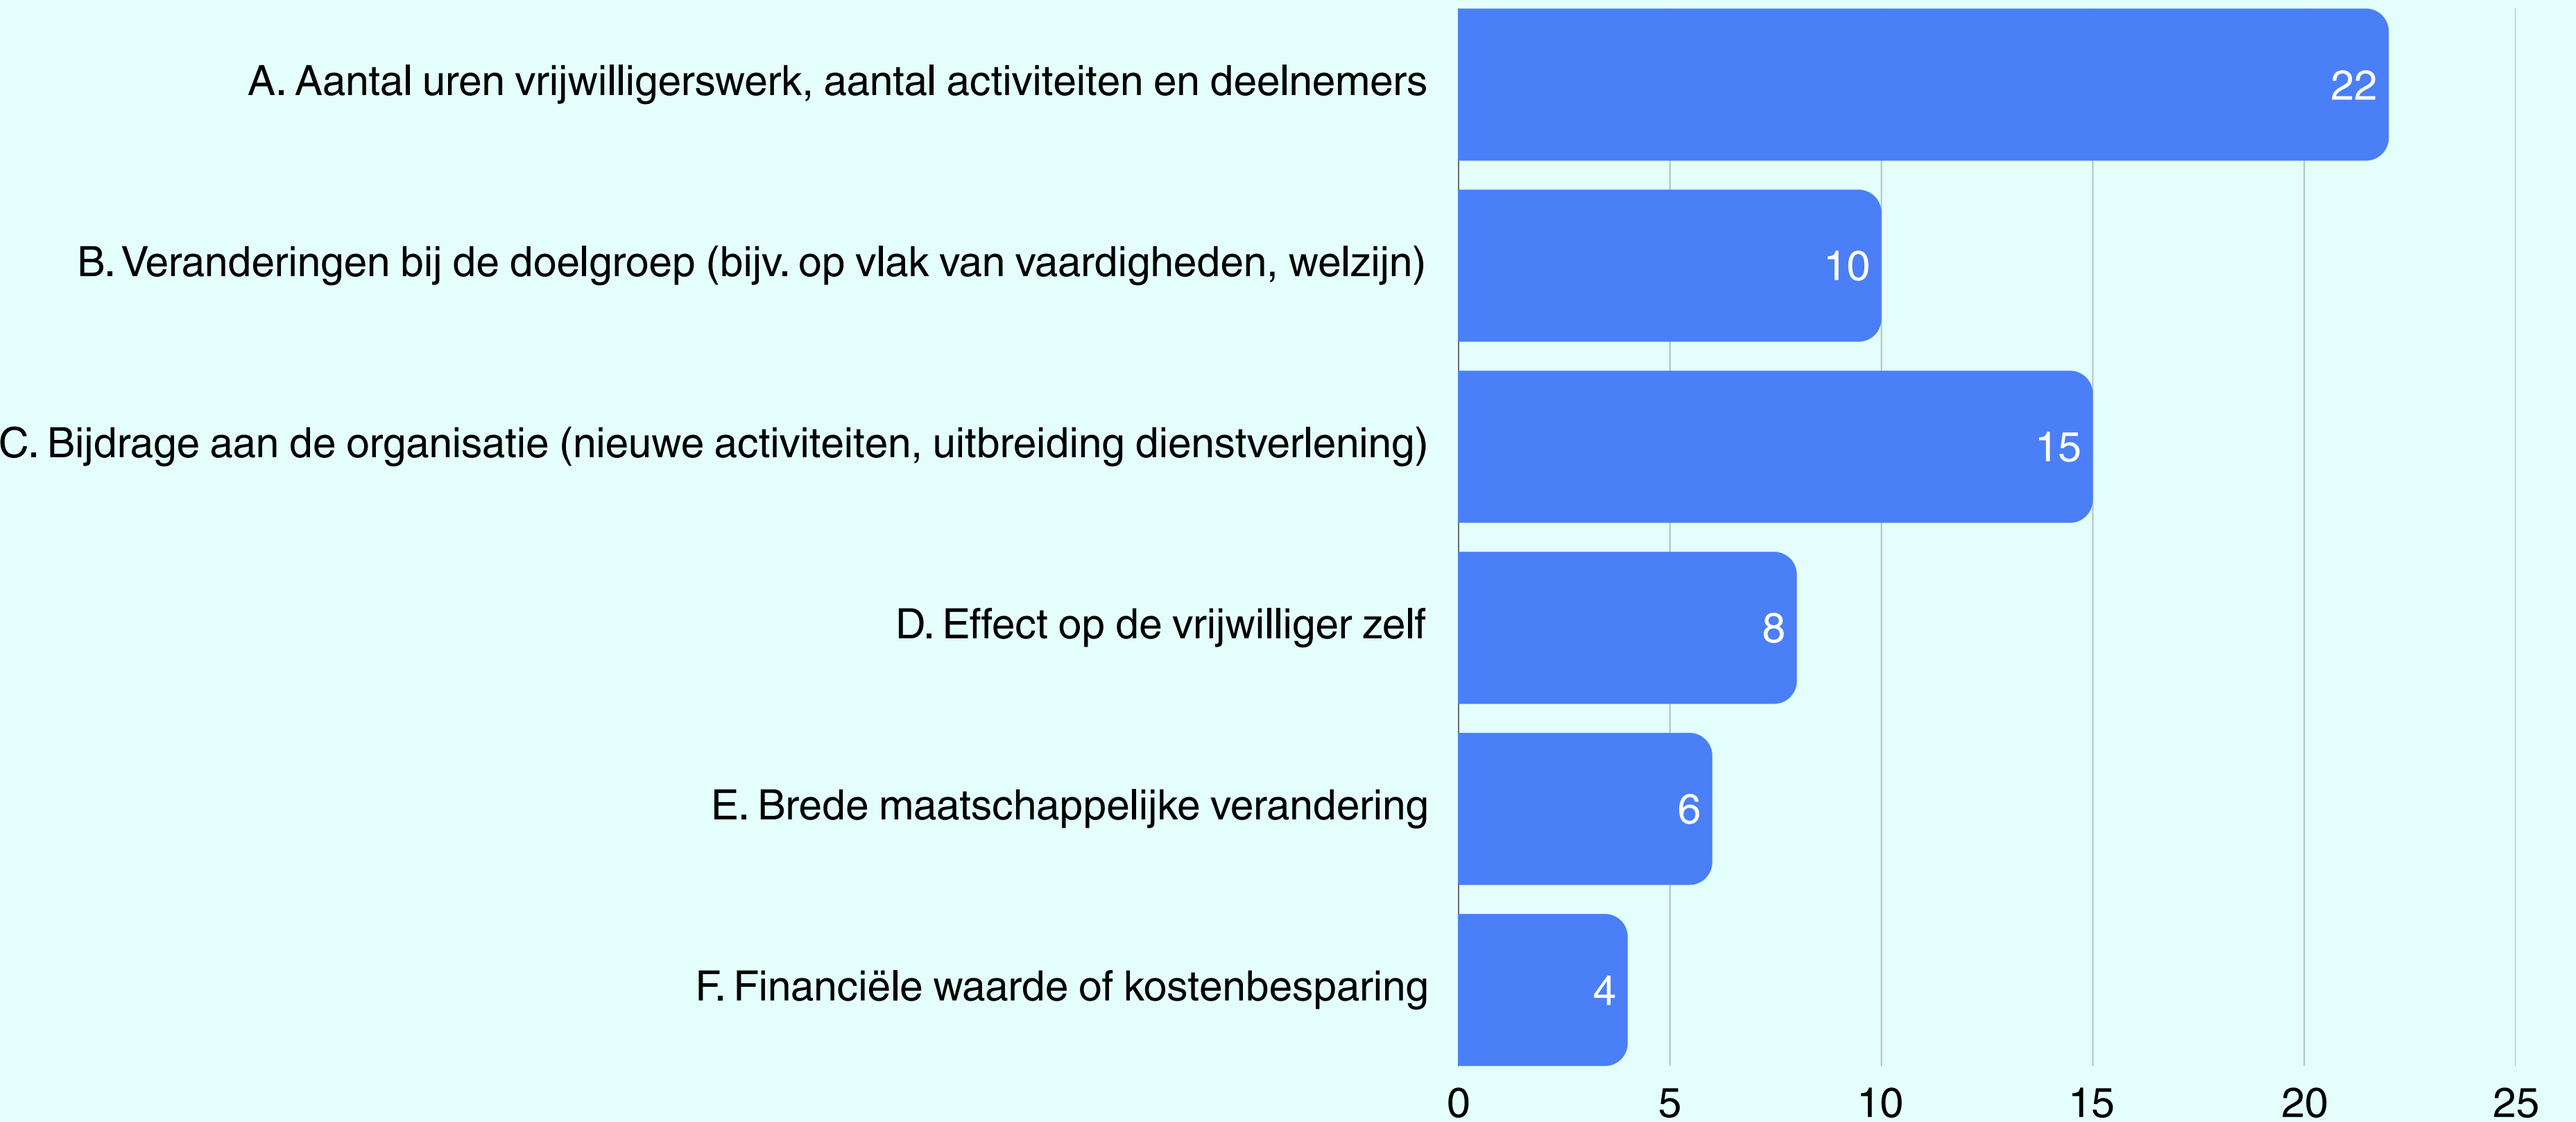 A. Aantal uren vrijwilligerswerk, aantal activiteiten en deelnemers
22
B. Veranderingen bij de doelgroep (bijv. op vlak van vaardigheden, welzijn)
10
C. Bijdrage aan de organisatie (nieuwe activiteiten, uitbreiding dienstverlening)
15
D. Effect op de vrijwilliger zelf
8
E. Brede maatschappelijke verandering
6
F. Financiële waarde of kostenbesparing
4
0 5 10 15 20 25